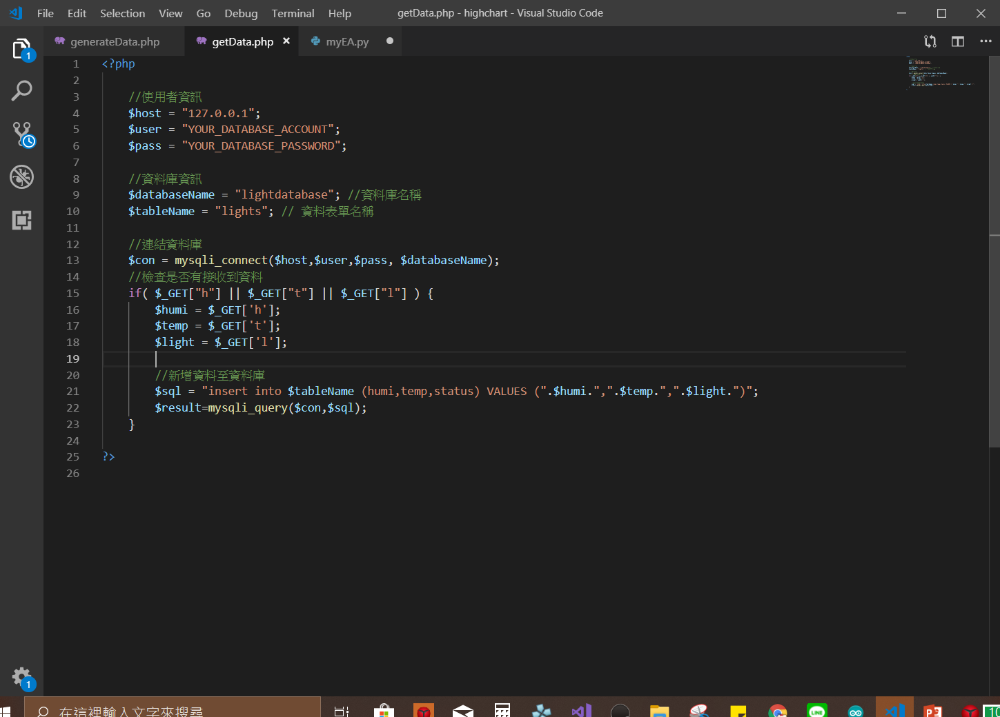 File Edit Selection View Go Debug Terminal Help getData.php - highchart - Visual Studio Code
generateData.php getData.php myEA.py
1 <?php
2
3 //使用者資訊
4 $host = "127.0.0.1";
5 $user = "YOUR_DATABASE_ACCOUNT";
6 $pass = "YOUR_DATABASE_PASSWORD";
7
8 //資料庫資訊
9 $databaseName = "lightdatabase"; //資料庫名稱
10 $tableName = "lights"; // 資料表單名稱
11
12 //連結資料庫
13 $con = mysqli_connect($host,$user,$pass, $databaseName);
14 //檢查是否有接收到資料
15 if( $_GET["h"] || $_GET["t"] || $_GET["l"] ) {
16 $humi = $_GET['h'];
17 $temp = $_GET['t'];
18 $light = $_GET['l'];
19
20 //新增資料至資料庫
21 $sql = "insert into $tableName (humi,temp,status) VALUES (".$humi.",".$temp.",".$light.")";
22 $result=mysqli_query($con,$sql);
23 }
24
25 ?>
26
1
1
在這裡輸入文字來搜尋
LINE
10